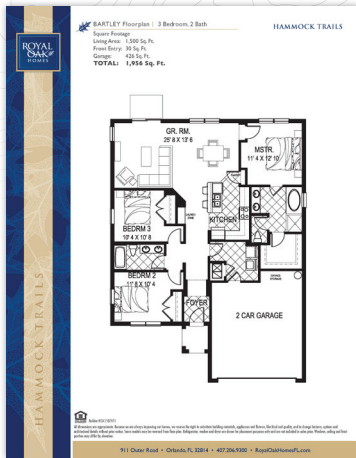 BARTLEY Floorplan | 3 Bedroom, 2 Bath
HAMMOCK TRAILS
Square Footage
Living Area: 1,500 Sq. Ft.
Front Entry: 30 Sq. Ft.
Garage: 426 Sq. Ft.
TOTAL: 1,956 Sq. Ft.
ROYAL
OAK
HOMES
GR. RM.
25' 8 X 13' 6
MSTR.
11' 4 X 12' 10
KITCHEN
BEDRM 3
10' 4 X 10' 8
BEDRM 2
11' 8 X 10' 4
FOYER
2 CAR GARAGE
HAMMOCK TRAILS
911 Outer Road • Orlando, FL 32814 • 407.206.9300 • RoyalOakHomesFL.com